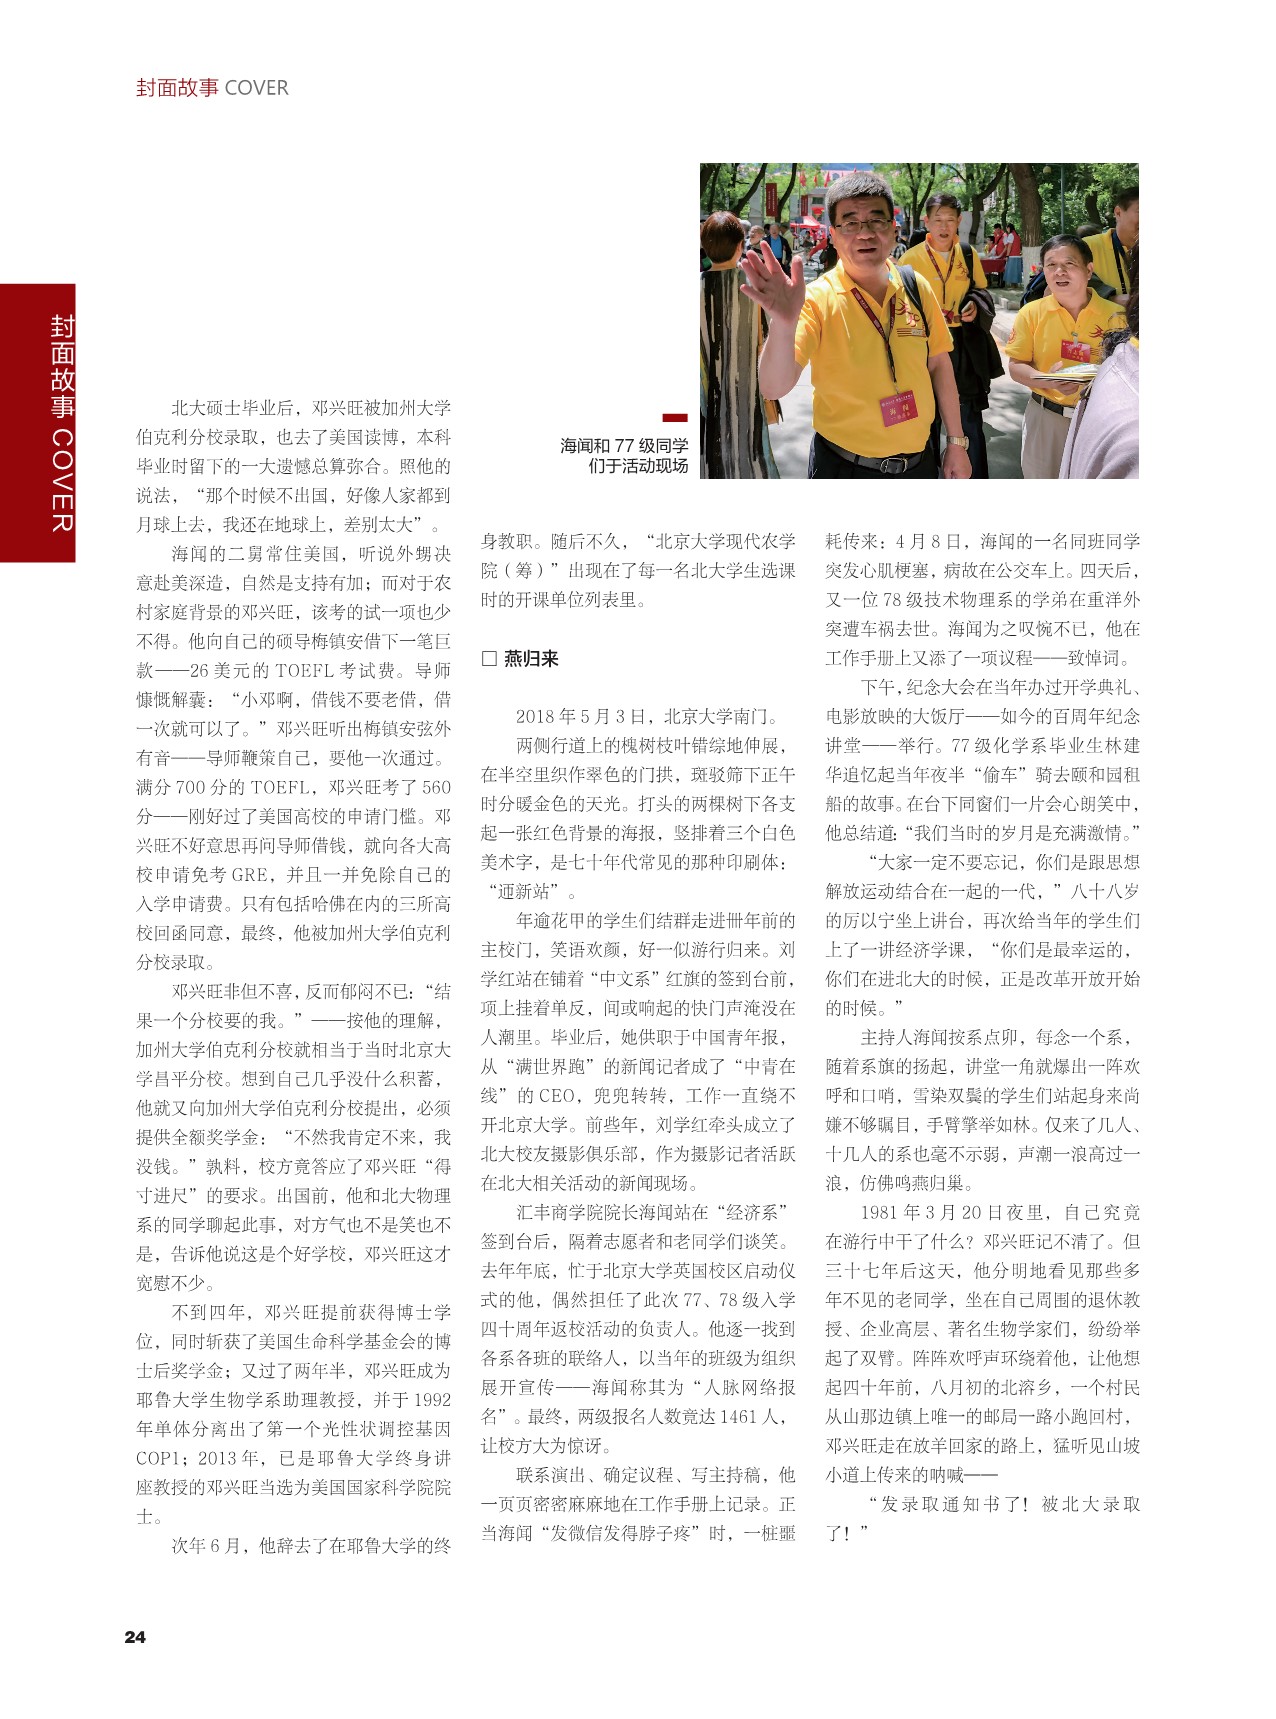 封面故事 COVER
封面故事 COVER
海闻和 77 级同学
们于活动现场
北大硕士毕业后，邓兴旺被加州大学
伯克利分校录取，也去了美国读博，本科
毕业时留下的一大遗憾总算弥合。照他的
说法，“那个时候不出国，好像人家都到
月球上去，我还在地球上，差别太大”。
海闻的二舅常住美国，听说外甥决
意赴美深造，自然是支持有加；而对于农
村家庭背景的邓兴旺，该考的试一项也少
不得。他向自己的硕导梅镇安借下一笔巨
款——26 美元的 TOEFL 考试费。导师
慷慨解囊：“小邓啊，借钱不要老借，借
一次就可以了。”邓兴旺听出梅镇安弦外
有音——导师鞭策自己，要他一次通过。
满分 700 分的 TOEFL，邓兴旺考了 560
分——刚好过了美国高校的申请门槛。邓
兴旺不好意思再问导师借钱，就向各大高
校申请免考 GRE，并且一并免除自己的
入学申请费。只有包括哈佛在内的三所高
校回函同意，最终，他被加州大学伯克利
分校录取。
邓兴旺非但不喜，反而郁闷不已：“结
果一个分校要的我。”——按他的理解，
加州大学伯克利分校就相当于当时北京大
学昌平分校。想到自己几乎没什么积蓄，
他就又向加州大学伯克利分校提出，必须
提供全额奖学金：“不然我肯定不来，我
没钱。”孰料，校方竟答应了邓兴旺“得
寸进尺”的要求。出国前，他和北大物理
系的同学聊起此事，对方气也不是笑也不
是，告诉他说这是个好学校，邓兴旺这才
宽慰不少。
不到四年，邓兴旺提前获得博士学
位，同时斩获了美国生命科学基金会的博
士后奖学金；又过了两年半，邓兴旺成为
耶鲁大学生物学系助理教授，并于 1992
年单体分离出了第一个光性状调控基因
COP1；2013 年，已是耶鲁大学终身讲
座教授的邓兴旺当选为美国国家科学院院
士。
次年 6 月，他辞去了在耶鲁大学的终
身教职。随后不久，“北京大学现代农学
院（筹）”出现在了每一名北大学生选课
时的开课单位列表里。
□ 燕归来
2018 年 5 月 3 日，北京大学南门。
两侧行道上的槐树枝叶错综地伸展，
在半空里织作翠色的门拱，斑驳筛下正午
时分暖金色的天光。打头的两棵树下各支
起一张红色背景的海报，竖排着三个白色
美术字，是七十年代常见的那种印刷体：
“迊新站”。
年逾花甲的学生们结群走进卌年前的
主校门，笑语欢颜，好一似游行归来。刘
学红站在铺着“中文系”红旗的签到台前，
项上挂着单反，间或响起的快门声淹没在
人潮里。毕业后，她供职于中国青年报，
从“满世界跑”的新闻记者成了“中青在
线”的 CEO，兜兜转转，工作一直绕不
开北京大学。前些年，刘学红牵头成立了
北大校友摄影俱乐部，作为摄影记者活跃
在北大相关活动的新闻现场。
汇丰商学院院长海闻站在“经济系”
签到台后，隔着志愿者和老同学们谈笑。
去年年底，忙于北京大学英国校区启动仪
式的他，偶然担任了此次 77、78 级入学
四十周年返校活动的负责人。他逐一找到
各系各班的联络人，以当年的班级为组织
展开宣传——海闻称其为“人脉网络报
名”。最终，两级报名人数竟达 1461 人，
让校方大为惊讶。
联系演出、确定议程、写主持稿，他
一页页密密麻麻地在工作手册上记录。正
当海闻“发微信发得脖子疼”时，一桩噩
耗传来：4 月 8 日，海闻的一名同班同学
突发心肌梗塞，病故在公交车上。四天后，
又一位 78 级技术物理系的学弟在重洋外
突遭车祸去世。海闻为之叹惋不已，他在
工作手册上又添了一项议程——致悼词。
下午，纪念大会在当年办过开学典礼、
电影放映的大饭厅——如今的百周年纪念
讲堂——举行。77 级化学系毕业生林建
华追忆起当年夜半“偷车”骑去颐和园租
船的故事。在台下同窗们一片会心朗笑中，
他总结道：“我们当时的岁月是充满激情。”
“大家一定不要忘记，你们是跟思想
解放运动结合在一起的一代，”八十八岁
的厉以宁坐上讲台，再次给当年的学生们
上了一讲经济学课，“你们是最幸运的，
你们在进北大的时候，正是改革开放开始
的时候。”
主持人海闻按系点卯，每念一个系，
随着系旗的扬起，讲堂一角就爆出一阵欢
呼和口哨，雪染双鬓的学生们站起身来尚
嫌不够瞩目，手臂擎举如林。仅来了几人、
十几人的系也毫不示弱，声潮一浪高过一
浪，仿佛鸣燕归巢。
1981 年 3 月 20 日夜里，自己究竟
在游行中干了什么？邓兴旺记不清了。但
三十七年后这天，他分明地看见那些多
年不见的老同学，坐在自己周围的退休教
授、企业高层、著名生物学家们，纷纷举
起了双臂。阵阵欢呼声环绕着他，让他想
起四十年前，八月初的北溶乡，一个村民
从山那边镇上唯一的邮局一路小跑回村，
邓兴旺走在放羊回家的路上，猛听见山坡
小道上传来的呐喊——
“发录取通知书了！被北大录取
了！”
24